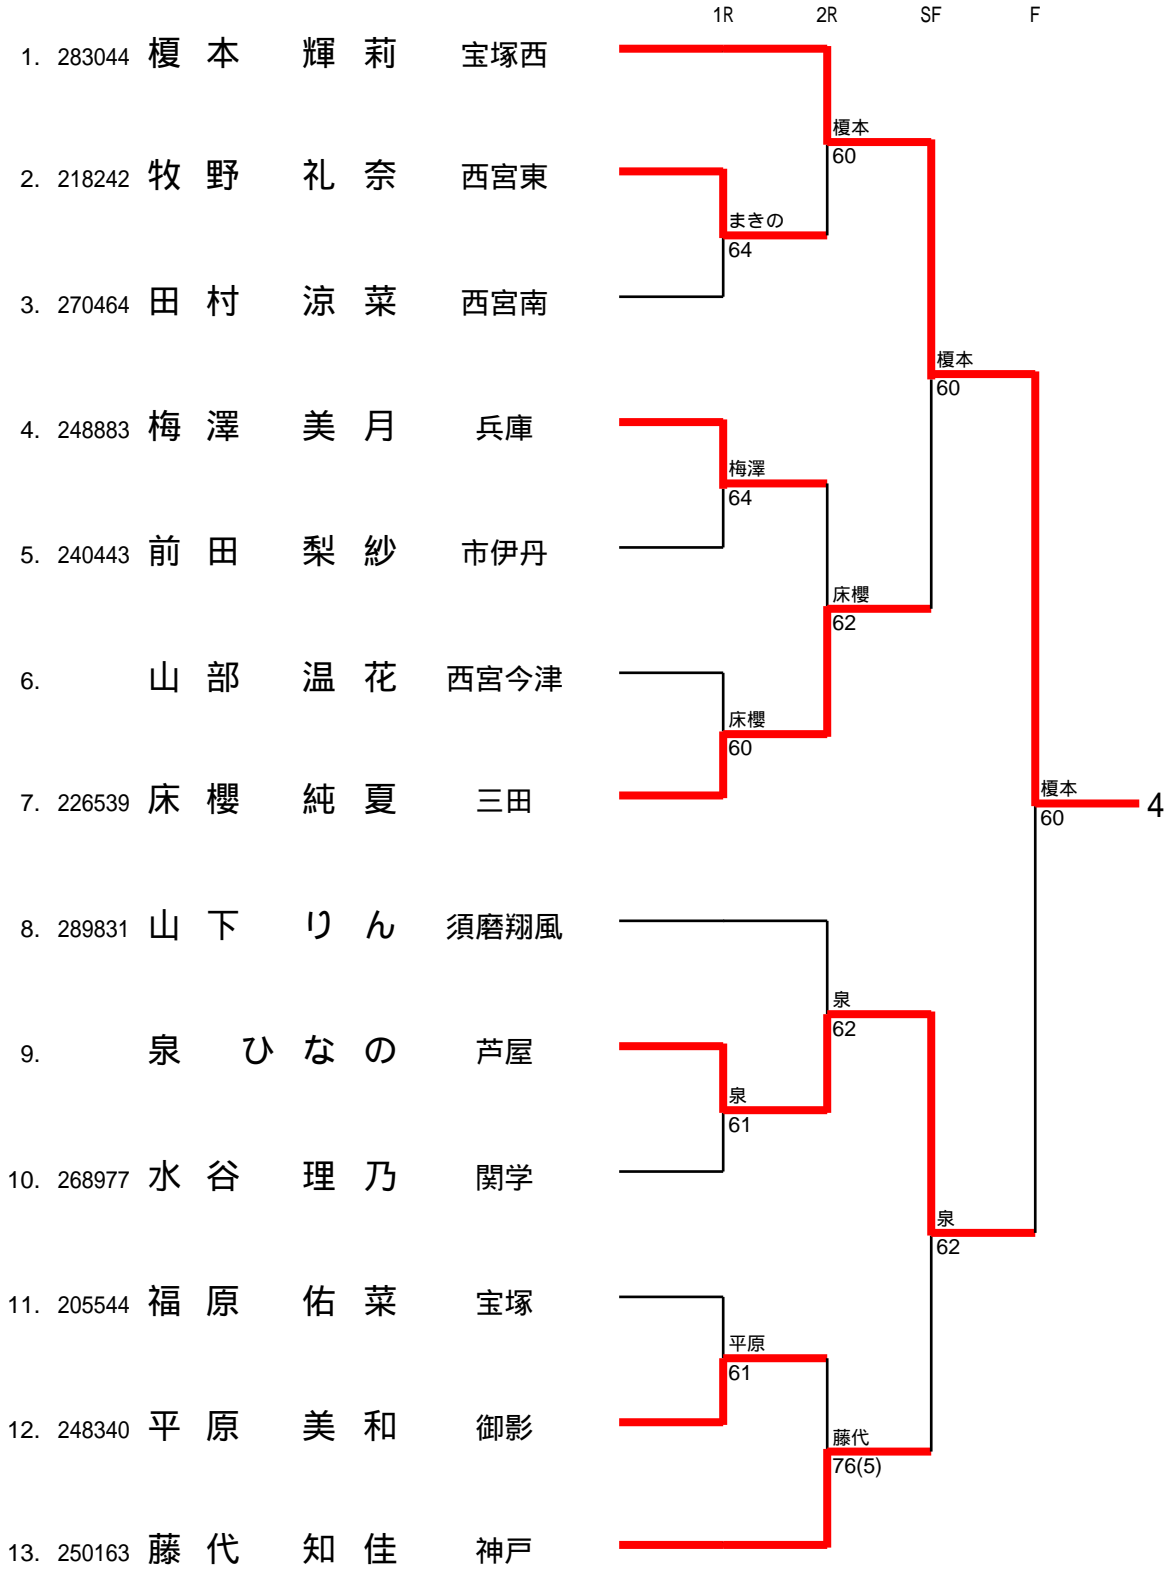 1R 2R SF F
1. 283044 榎本 輝莉 宝塚西
榎本
60
2. 218242 牧野 礼奈 西宮東
まきの
64
3. 270464 田村 涼菜 西宮南
榎本
60
4. 248883 梅澤 美月 兵庫
梅澤
64
5. 240443 前田 梨紗 市伊丹
床櫻
62
6. 山部 温花 西宮今津
床櫻
60
7. 226539 床櫻 純夏 三田
榎本
60
4
8. 289831 山下 りん 須磨翔風
泉
62
9. 泉 ひなの 芦屋
泉
61
10. 268977 水谷 理乃 関学
泉
62
11. 205544 福原 佑菜 宝塚
平原
61
12. 248340 平原 美和 御影
藤代
76(5)
13. 250163 藤代 知佳 神戸